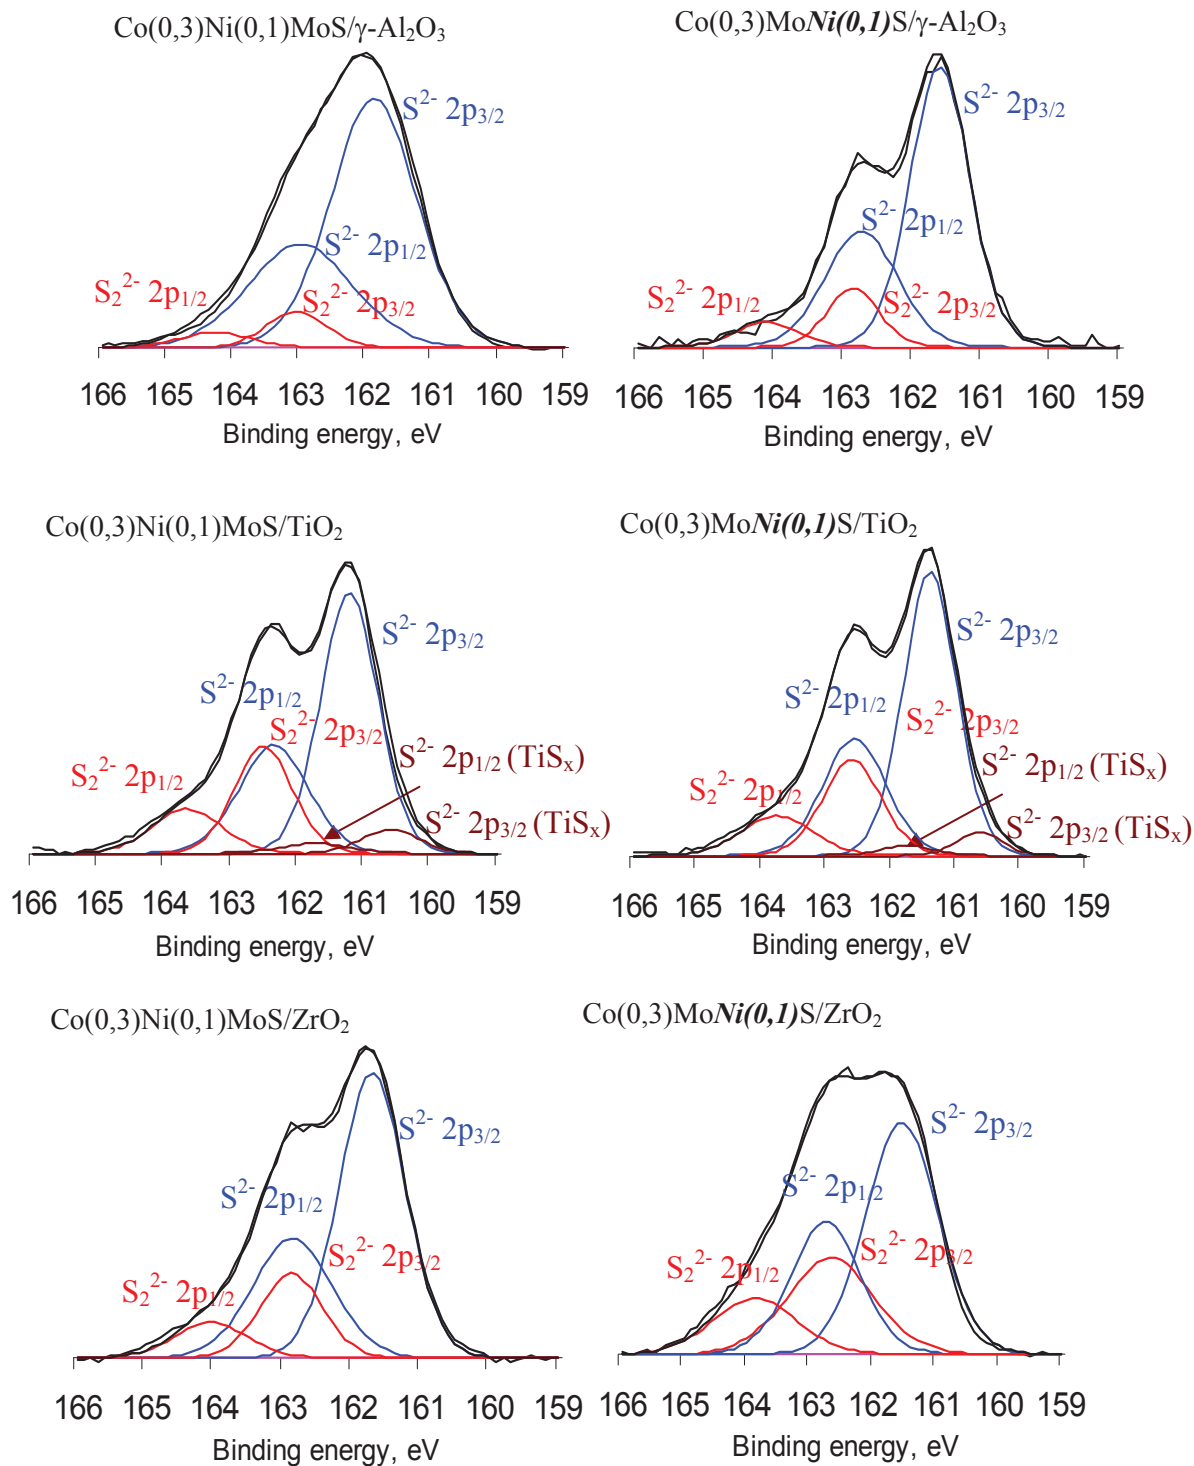 Co(0,3)Ni(0,1)MoS/γ-Al₂O₃
S²⁻ 2p₃/₂
S²⁻ 2p₁/₂
S₂²⁻ 2p₁/₂
S₂²⁻ 2p₃/₂
166 165 164 163 162 161 160 159
Binding energy, eV
Co(0,3)MoNi(0,1)S/γ-Al₂O₃
S²⁻ 2p₃/₂
S²⁻ 2p₁/₂
S₂²⁻ 2p₁/₂
S₂²⁻ 2p₃/₂
166 165 164 163 162 161 160 159
Binding energy, eV
Co(0,3)Ni(0,1)MoS/TiO₂
S²⁻ 2p₃/₂
S²⁻ 2p₁/₂
S₂²⁻ 2p₃/₂
S²⁻ 2p₁/₂ (TiSₓ)
S₂²⁻ 2p₁/₂
S²⁻ 2p₃/₂ (TiSₓ)
166 165 164 163 162 161 160 159
Binding energy, eV
Co(0,3)MoNi(0,1)S/TiO₂
S²⁻ 2p₃/₂
S²⁻ 2p₁/₂
S₂²⁻ 2p₃/₂
S²⁻ 2p₁/₂ (TiSₓ)
S₂²⁻ 2p₁/₂
S²⁻ 2p₃/₂ (TiSₓ)
166 165 164 163 162 161 160 159
Binding energy, eV
Co(0,3)Ni(0,1)MoS/ZrO₂
S²⁻ 2p₃/₂
S²⁻ 2p₁/₂
S₂²⁻ 2p₃/₂
S₂²⁻ 2p₁/₂
166 165 164 163 162 161 160 159
Binding energy, eV
Co(0,3)MoNi(0,1)S/ZrO₂
S²⁻ 2p₃/₂
S²⁻ 2p₁/₂
S₂²⁻ 2p₃/₂
S₂²⁻ 2p₁/₂
166 165 164 163 162 161 160 159
Binding energy, eV